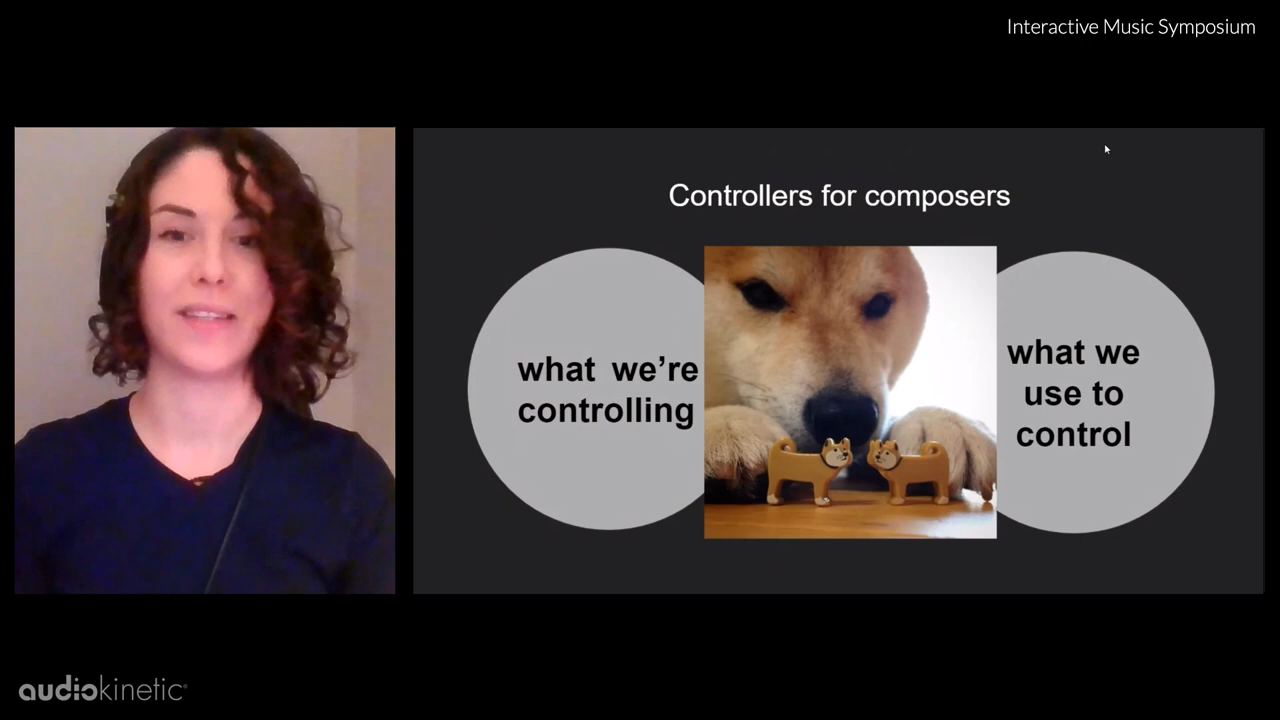 Interactive Music Symposium
Controllers for composers
what we're
controlling
what we
use to
control
audiokinetic